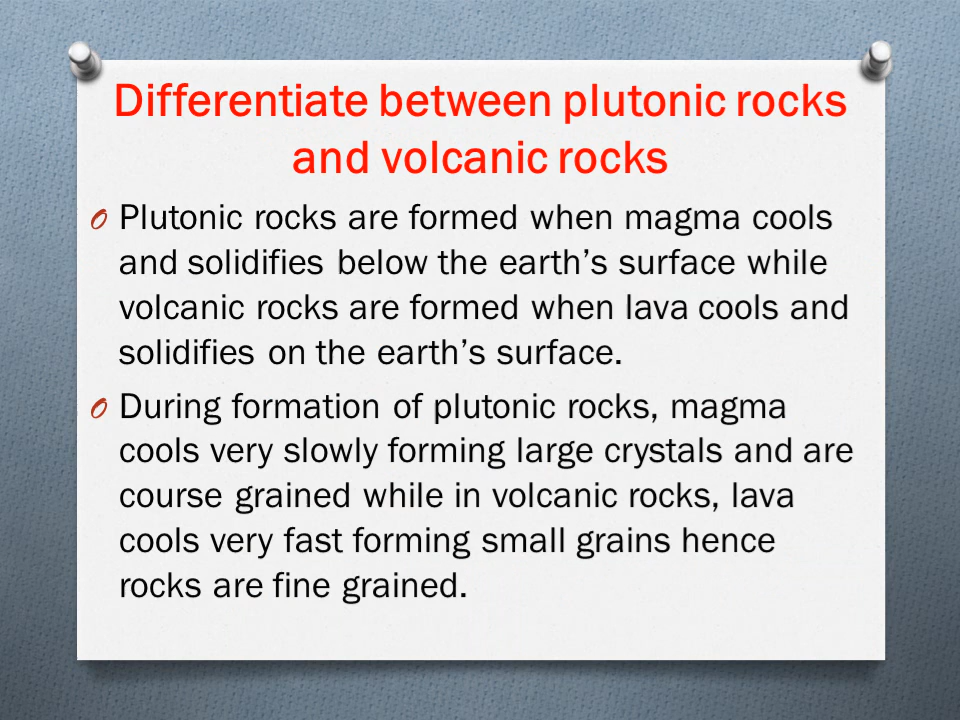 Differentiate between plutonic rocks
and volcanic rocks
Plutonic rocks are formed when magma cools
and solidifies below the earth’s surface while
volcanic rocks are formed when lava cools and
solidifies on the earth’s surface.
During formation of plutonic rocks, magma
cools very slowly forming large crystals and are
course grained while in volcanic rocks, lava
cools very fast forming small grains hence
rocks are fine grained.